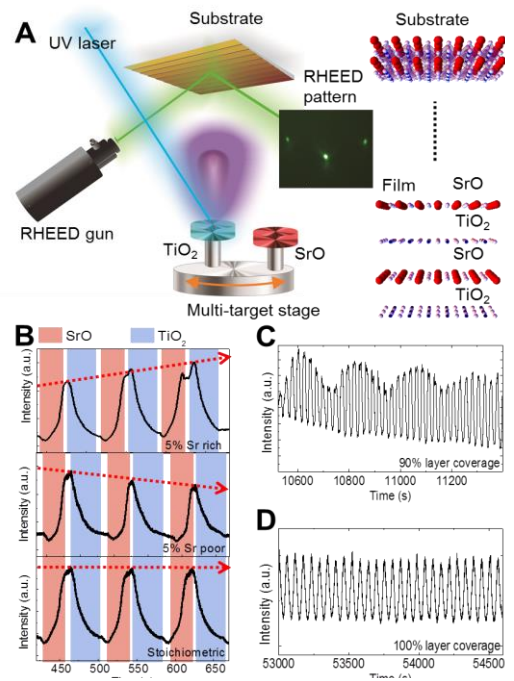 A
UV laser
Substrate
RHEED
pattern
RHEED gun
TiO₂
SrO
Multi-target stage
Substrate
Film
SrO
TiO₂
SrO
TiO₂
B
SrO
TiO₂
Intensity (a.u.)
5% Sr rich
Intensity (a.u.)
5% Sr poor
Intensity (a.u.)
Stoichiometric
450 500 550 600 650
C
Intensity (a.u.)
90% layer coverage
10600 10800 11000 11200
Time (s)
D
Intensity (a.u.)
100% layer coverage
53000 53500 54000 54500
Time (s)